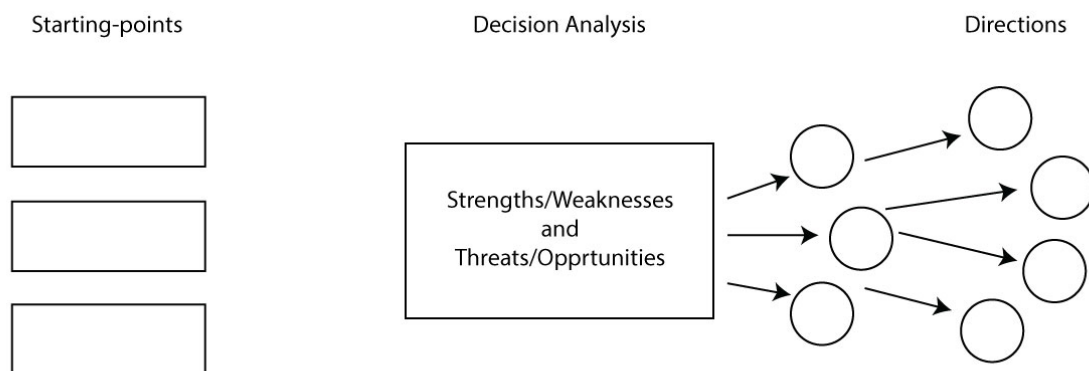 Starting-points
Decision Analysis
Directions
Strengths/Weaknesses
and
Threats/Opprtunities